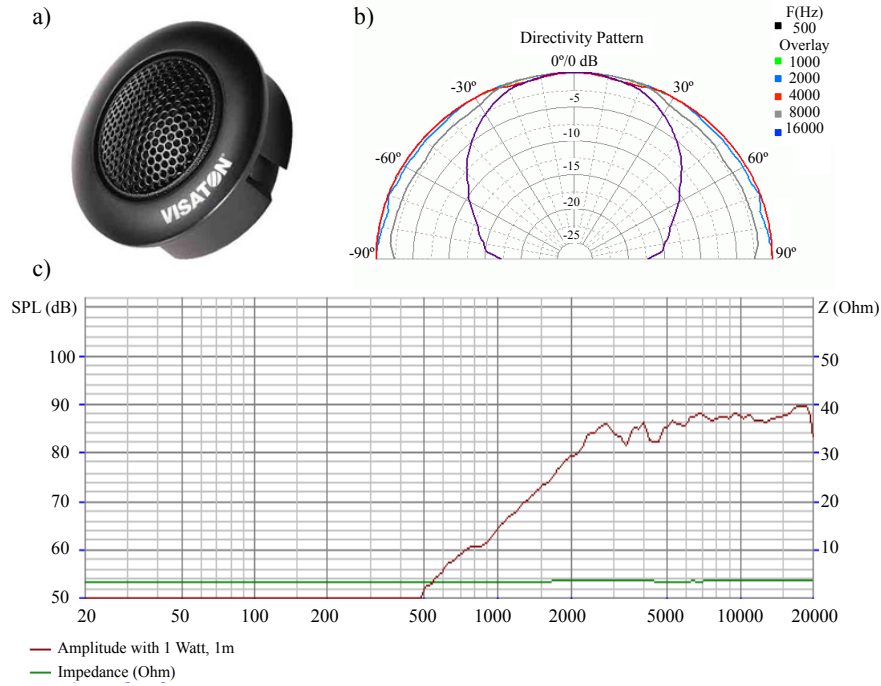 a)
VISATON
b)
Directivity Pattern
0º/0 dB
-30º
30º
-60º
60º
-90º
90º
-5
-10
-15
-20
-25
F(Hz)
500
Overlay
1000
2000
4000
8000
16000
c)
SPL (dB)
Z (Ohm)
100
90
80
70
60
50
50
40
30
20
10
20
50
100
200
500
1000
2000
5000
10000
20000
Amplitude with 1 Watt, 1m
Impedance (Ohm)